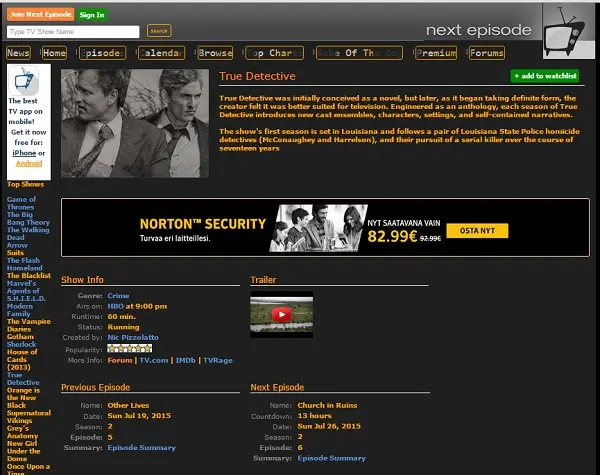 Join Next Episode Sign In
Type TV Show Name Search
next episode
News Home Episode Calenda Browse Top Char Of The Da Premium Forums
The best
TV app on
mobile!
Get it now
free for:
iPhone or
Android
True Detective + add to watchlist
True Detective was initially conceived as a novel, but later, as it began taking definite form, the
creator felt it was better suited for television. Engineered as an anthology, each season of True
Detective introduces new cast ensembles, characters, settings, and self-contained narratives.
The show's first season is set in Louisiana and follows a pair of Louisiana State Police homicide
detectives (McConaughey and Harrelson), and their pursuit of a serial killer over the course of
seventeen years
Top Shows
Game of
Thrones
The Big
Bang Theory
The Walking
Dead
Arrow
Suits
The Flash
Homeland
The Blacklist
Marvel's
Agents of
S.H.I.E.L.D.
Modern
Family
The Vampire
Diaries
Gotham
Sherlock
House of
Cards
(2013)
True
Detective
Orange is
the New
Black
Supernatural
Vikings
Grey's
Anatomy
New Girl
Under the
Dome
Once Upon a
Time
NORTON™ SECURITY
Turvaa eri laitteillesi.
NYT SAATAVANA VAIN
82.99€ 92.99€
OSTA NYT
Show Info
Genre: Crime
Airs on: HBO at 9:00 pm
Runtime: 60 min.
Status: Running
Created by: Nic Pizzolatto
Popularity:
More Info: Forum | TV.com | IMDb | TVRage
Trailer
Previous Episode
Name: Other Lives
Date: Sun Jul 19, 2015
Season: 2
Episode: 5
Summary: Episode Summary
Next Episode
Name: Church in Ruins
Countdown: 13 hours
Date: Sun Jul 26, 2015
Season: 2
Episode: 6
Summary: Episode Summary